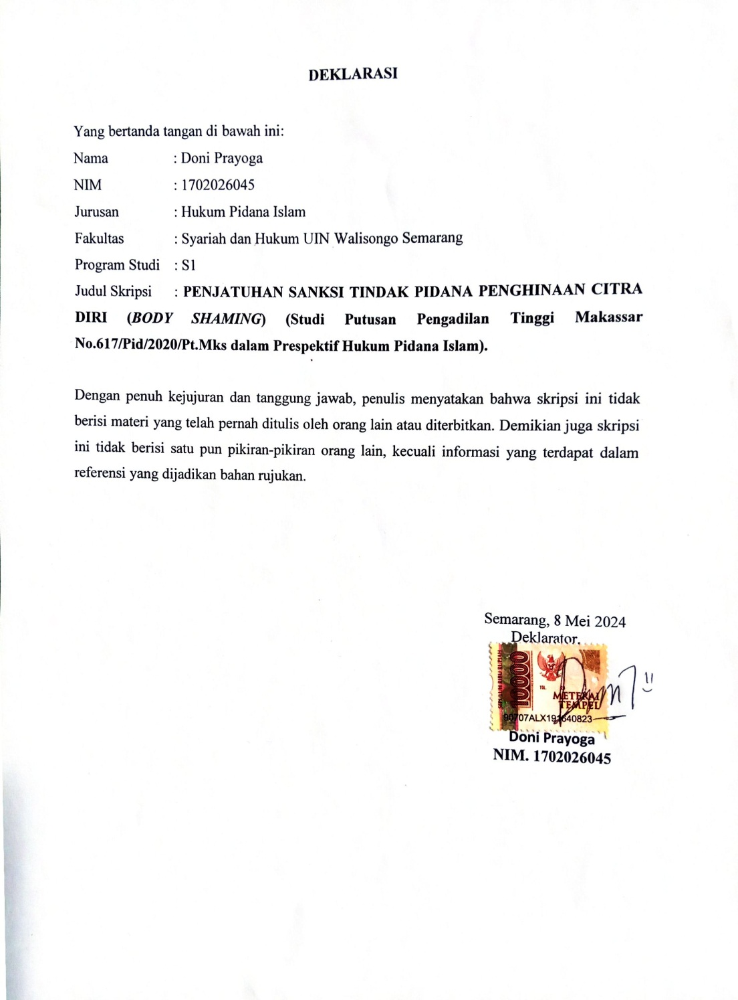 DEKLARASI
Yang bertanda tangan di bawah ini:
Nama : Doni Prayoga
NIM : 1702026045
Jurusan : Hukum Pidana Islam
Fakultas : Syariah dan Hukum UIN Walisongo Semarang
Program Studi : S1
Judul Skripsi : PENJATUHAN SANKSI TINDAK PIDANA PENGHINAAN CITRA
DIRI (BODY SHAMING) (Studi Putusan Pengadilan Tinggi Makassar
No.617/Pid/2020/Pt.Mks dalam Prespektif Hukum Pidana Islam).
Dengan penuh kejujuran dan tanggung jawab, penulis menyatakan bahwa skripsi ini tidak
berisi materi yang telah pernah ditulis oleh orang lain atau diterbitkan. Demikian juga skripsi
ini tidak berisi satu pun pikiran-pikiran orang lain, kecuali informasi yang terdapat dalam
referensi yang dijadikan bahan rujukan.
Semarang, 8 Mei 2024
Deklarator.
SEPULUH RIBU RUPIAH
10000
TGL.
METERAI
TEMPEL
Doni Prayoga
NIM. 1702026045